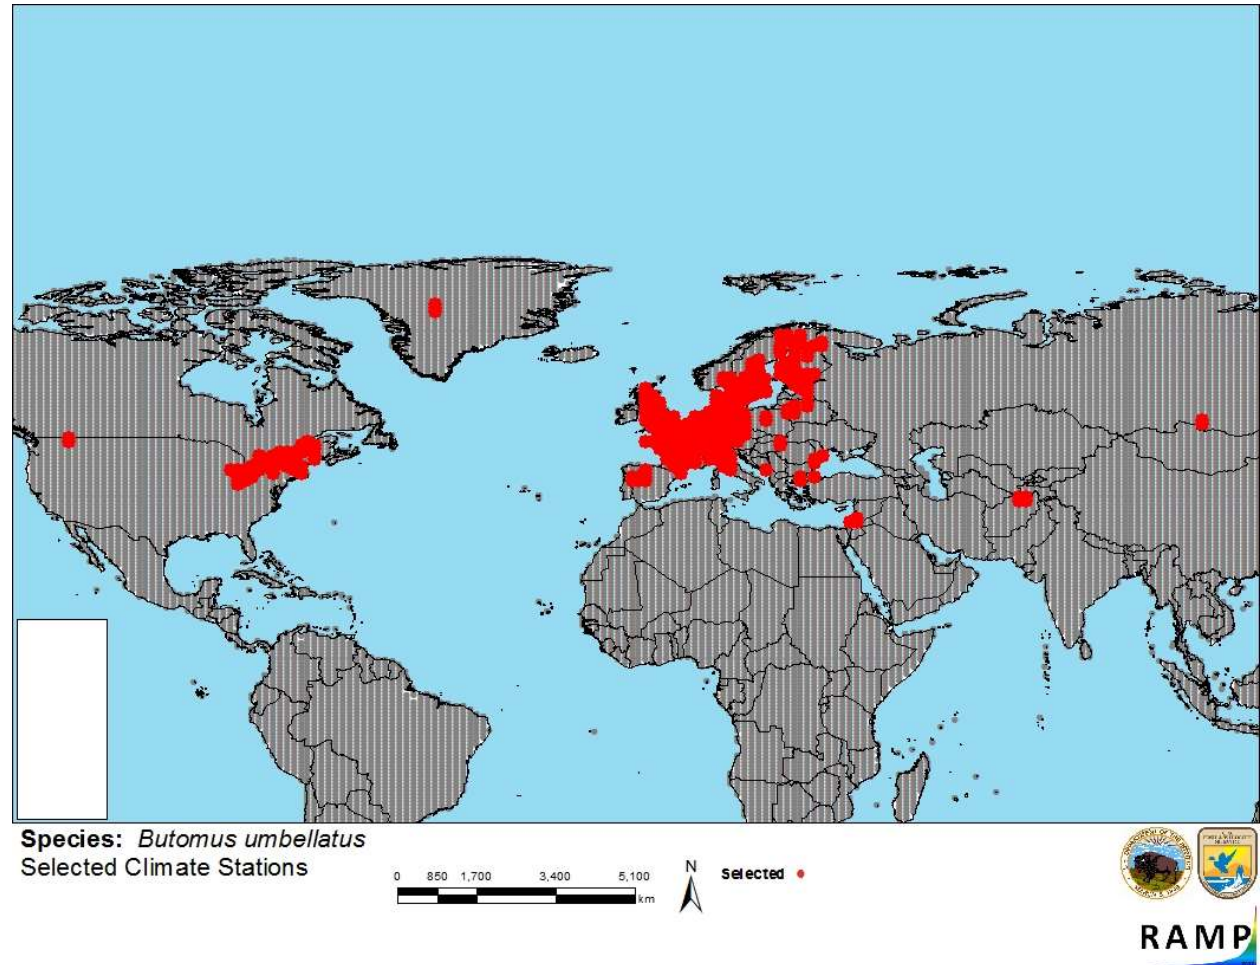 Species: Butomus umbellatus
Selected Climate Stations
0 850 1,700 3,400 5,100
km
N
Selected
RAMP